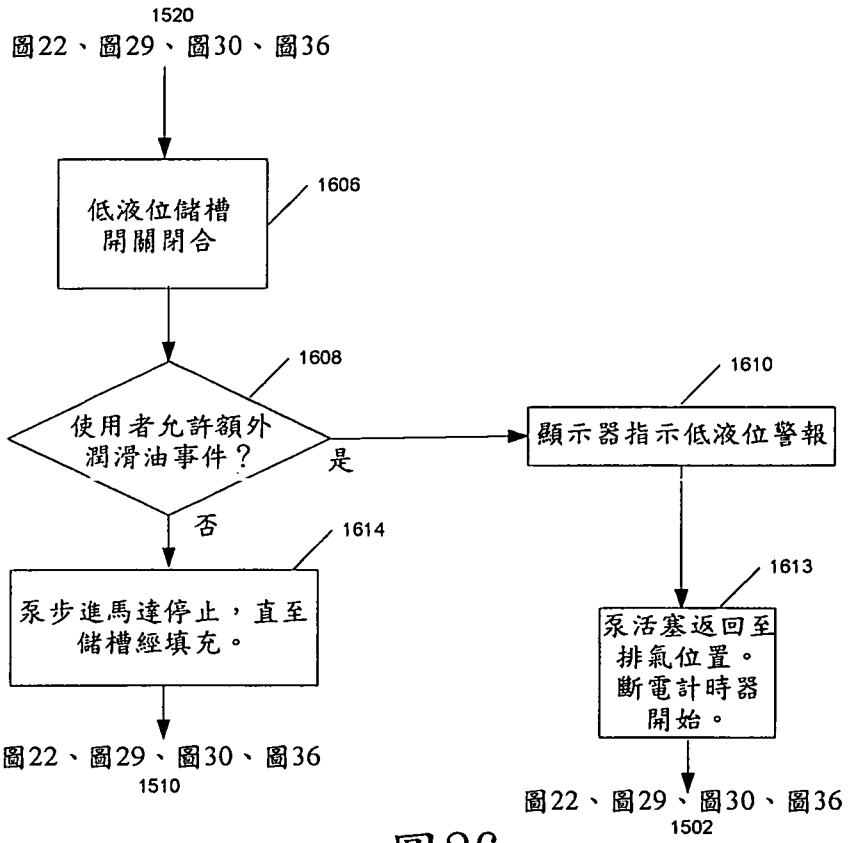 1520
圖22、圖29、圖30、圖36
低液位儲槽
開關閉合
1606
使用者允許額外
潤滑油事件？
1608
是
否
1610
顯示器指示低液位警報
1614
泵步進馬達停止，直至
儲槽經填充。
1613
泵活塞返回至
排氣位置。
斷電計時器
開始。
圖22、圖29、圖30、圖36
1510
圖22、圖29、圖30、圖36
1502